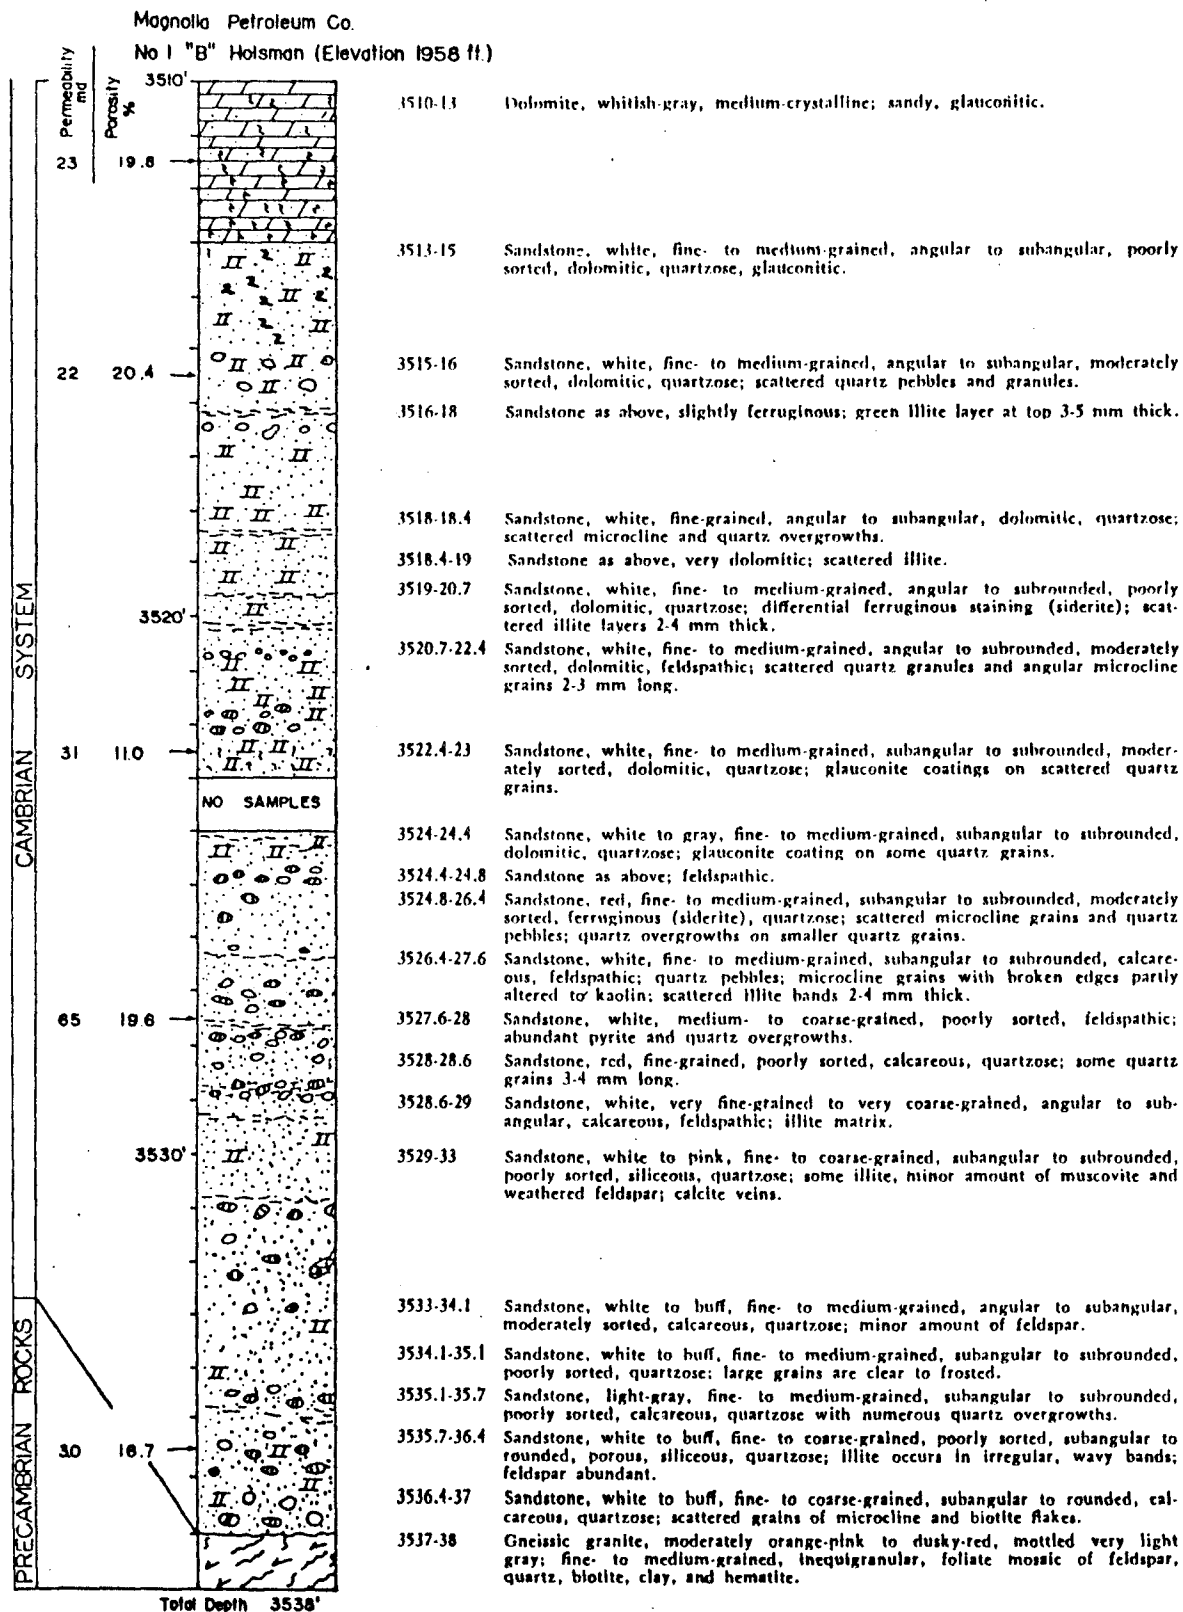 Magnolia Petroleum Co.
No 1 "B" Holsman (Elevation 1958 ft.)
Permeability
md
Porosity
%
3510'
23 19.8
22 20.4
3520'
31 11.0
NO SAMPLES
65 19.6
3530'
30 16.7
Total Depth 3538'
CAMBRIAN SYSTEM
PRECAMBRIAN ROCKS
3510-13 Dolomite, whitish-gray, medium-crystalline; sandy, glauconitic.
3513-15 Sandstone, white, fine- to medium-grained, angular to subangular, poorly
sorted, dolomitic, quartzose, glauconitic.
3515-16 Sandstone, white, fine- to medium-grained, angular to subangular, moderately
sorted, dolomitic, quartzose; scattered quartz pebbles and granules.
3516-18 Sandstone as above, slightly ferruginous; green illite layer at top 3-5 mm thick.
3518-18.4 Sandstone, white, fine-grained, angular to subangular, dolomitic, quartzose;
scattered microcline and quartz overgrowths.
3518.4-19 Sandstone as above, very dolomitic; scattered illite.
3519-20.7 Sandstone, white, fine- to medium-grained, angular to subrounded, poorly
sorted, dolomitic, quartzose; differential ferruginous staining (siderite); scat-
tered illite layers 2-4 mm thick.
3520.7-22.4 Sandstone, white, fine- to medium-grained, angular to subrounded, moderately
sorted, dolomitic, feldspathic; scattered quartz granules and angular microcline
grains 2-3 mm long.
3522.4-23 Sandstone, white, fine- to medium-grained, subangular to subrounded, moder-
ately sorted, dolomitic, quartzose; glauconite coatings on scattered quartz
grains.
3524-24.4 Sandstone, white to gray, fine- to medium-grained, subangular to subrounded,
dolomitic, quartzose; glauconite coating on some quartz grains.
3524.4-24.8 Sandstone as above; feldspathic.
3524.8-26.4 Sandstone, red, fine- to medium-grained, subangular to subrounded, moderately
sorted, ferruginous (siderite), quartzose; scattered microcline grains and quartz
pebbles; quartz overgrowths on smaller quartz grains.
3526.4-27.6 Sandstone, white, fine- to medium-grained, subangular to subrounded, calcare-
ous, feldspathic; quartz pebbles; microcline grains with broken edges partly
altered to kaolin; scattered illite bands 2-4 mm thick.
3527.6-28 Sandstone, white, medium- to coarse-grained, poorly sorted, feldspathic;
abundant pyrite and quartz overgrowths.
3528-28.6 Sandstone, red, fine-grained, poorly sorted, calcareous, quartzose; some quartz
grains 3-4 mm long.
3528.6-29 Sandstone, white, very fine-grained to very coarse-grained, angular to sub-
angular, calcareous, feldspathic; illite matrix.
3529-33 Sandstone, white to pink, fine- to coarse-grained, subangular to subrounded,
poorly sorted, siliceous, quartzose; some illite, minor amount of muscovite and
weathered feldspar; calcite veins.
3533-34.1 Sandstone, white to buff, fine- to medium-grained, angular to subangular,
moderately sorted, calcareous, quartzose; minor amount of feldspar.
3534.1-35.1 Sandstone, white to buff, fine- to medium-grained, subangular to subrounded,
poorly sorted, quartzose; large grains are clear to frosted.
3535.1-35.7 Sandstone, light-gray, fine- to medium-grained, subangular to subrounded,
poorly sorted, calcareous, quartzose with numerous quartz overgrowths.
3535.7-36.4 Sandstone, white to buff, fine- to coarse-grained, poorly sorted, subangular to
rounded, porous, siliceous, quartzose; illite occurs in irregular, wavy bands;
feldspar abundant.
3536.4-37 Sandstone, white to buff, fine- to coarse-grained, subangular to rounded, cal-
careous, quartzose; scattered grains of microcline and biotite flakes.
3537-38 Gneissic granite, moderately orange-pink to dusky-red, mottled very light
gray; fine- to medium-grained, inequigranular, foliate mosaic of feldspar,
quartz, biotite, clay, and hematite.